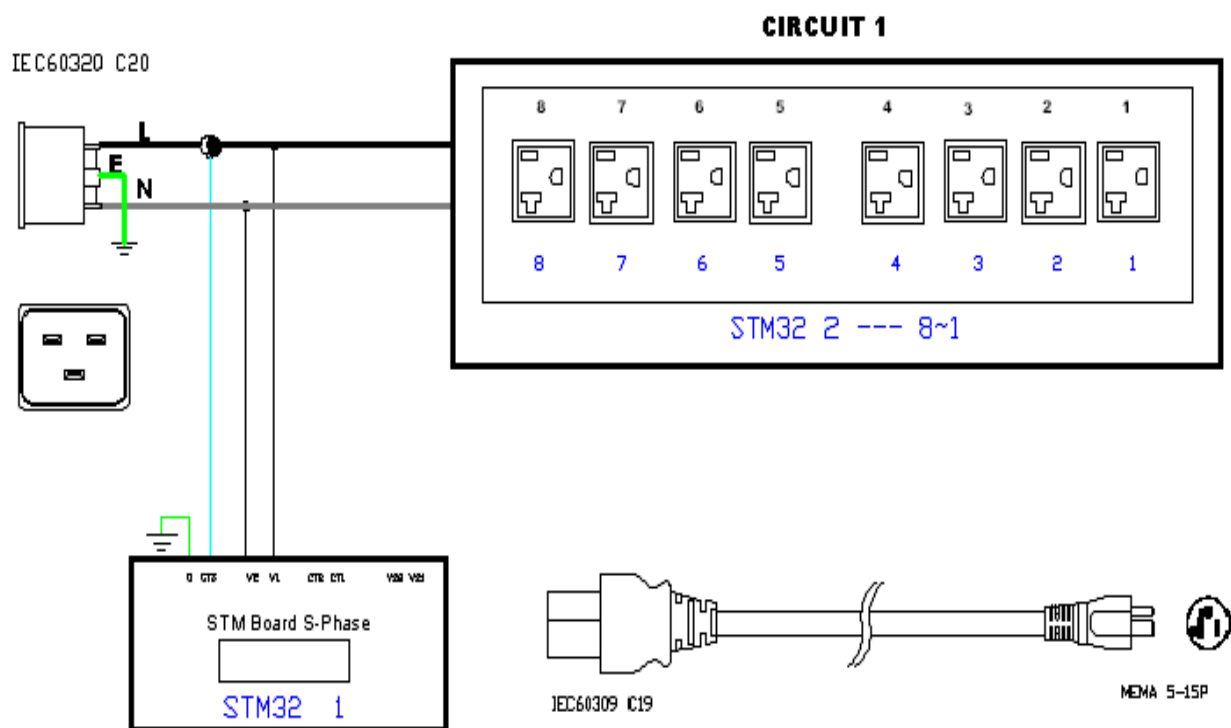 CIRCUIT 1
IEC60320 C20
L
E
N
8 7 6 5 4 3 2 1
8 7 6 5 4 3 2 1
STM32 2 --- 8~1
STM Board S-Phase
STM32 1
IEC60309 C19
NEMA 5-15P